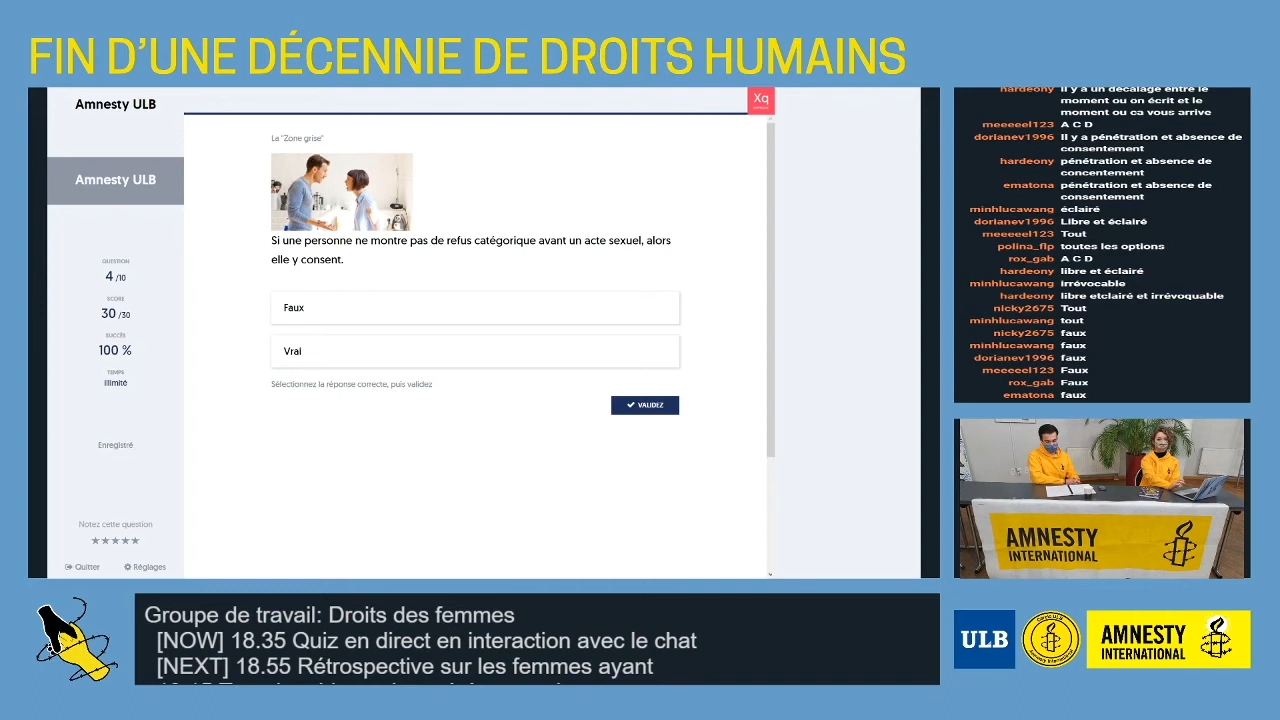 FIN D'UNE DÉCENNIE DE DROITS HUMAINS
Amnesty ULB
Xq
Amnesty ULB
QUESTION
4 /10
SCORE
30 /30
SUCCÈS
100 %
TEMPS
illimité
Enregistré
Notez cette question
★★★★★
Quitter
Réglages
La "Zone grise"
Si une personne ne montre pas de refus catégorique avant un acte sexuel, alors
elle y consent.
Faux
Vrai
Sélectionnez la réponse correcte, puis validez
VALIDEZ
hardeony Il y a un décalage entre le
moment ou on écrit et le
moment ou ca vous arrive
meeeeel123 A C D
dorianev1996 Il y a pénétration et absence de
consentement
hardeony pénétration et absence de
concentement
ematona pénétration et absence de
consentement
minhlucawang éclairé
dorianev1996 Libre et éclairé
meeeeel123 Tout
polina_flp toutes les options
rox_gab A C D
hardeony libre et éclairé
minhlucawang irrévocable
hardeony libre etclairé et irrévoquable
nicky2675 Tout
minhlucawang tout
nicky2675 faux
minhlucawang faux
dorianev1996 faux
meeeeel123 Faux
rox_gab Faux
ematona faux
AMNESTY
INTERNATIONAL
Groupe de travail: Droits des femmes
[NOW] 18.35 Quiz en direct en interaction avec le chat
[NEXT] 18.55 Rétrospective sur les femmes ayant
ULB
AMNESTY
INTERNATIONAL